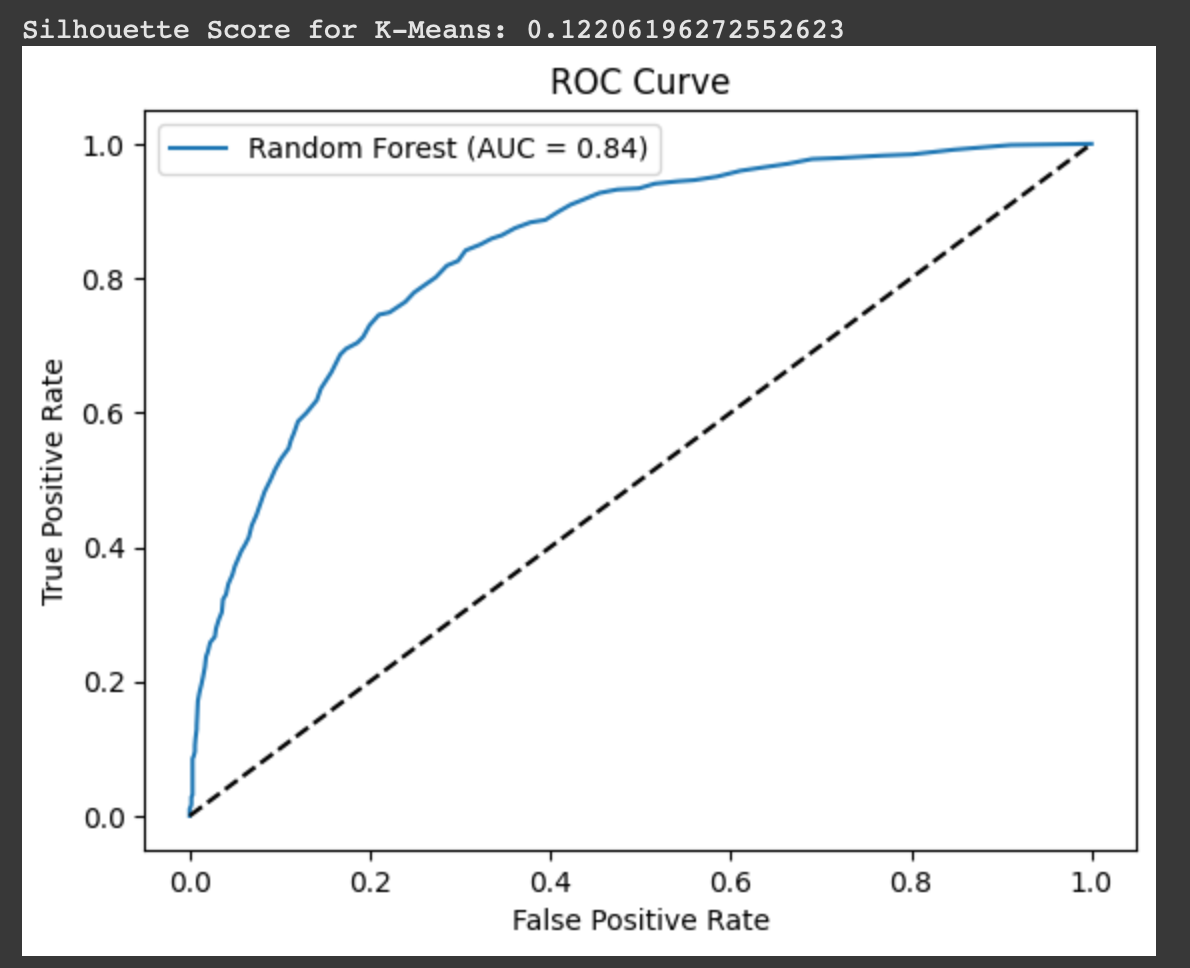 Silhouette Score for K-Means: 0.12206196272552623
ROC Curve
Random Forest (AUC = 0.84)
1.0
0.8
0.6
0.4
0.2
0.0
True Positive Rate
0.0 0.2 0.4 0.6 0.8 1.0
False Positive Rate